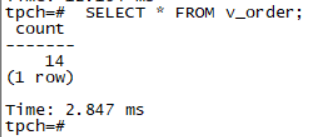 tpch=#  SELECT * FROM v_order;
 count
-------
    14
(1 row)

Time: 2.847 ms
tpch=#